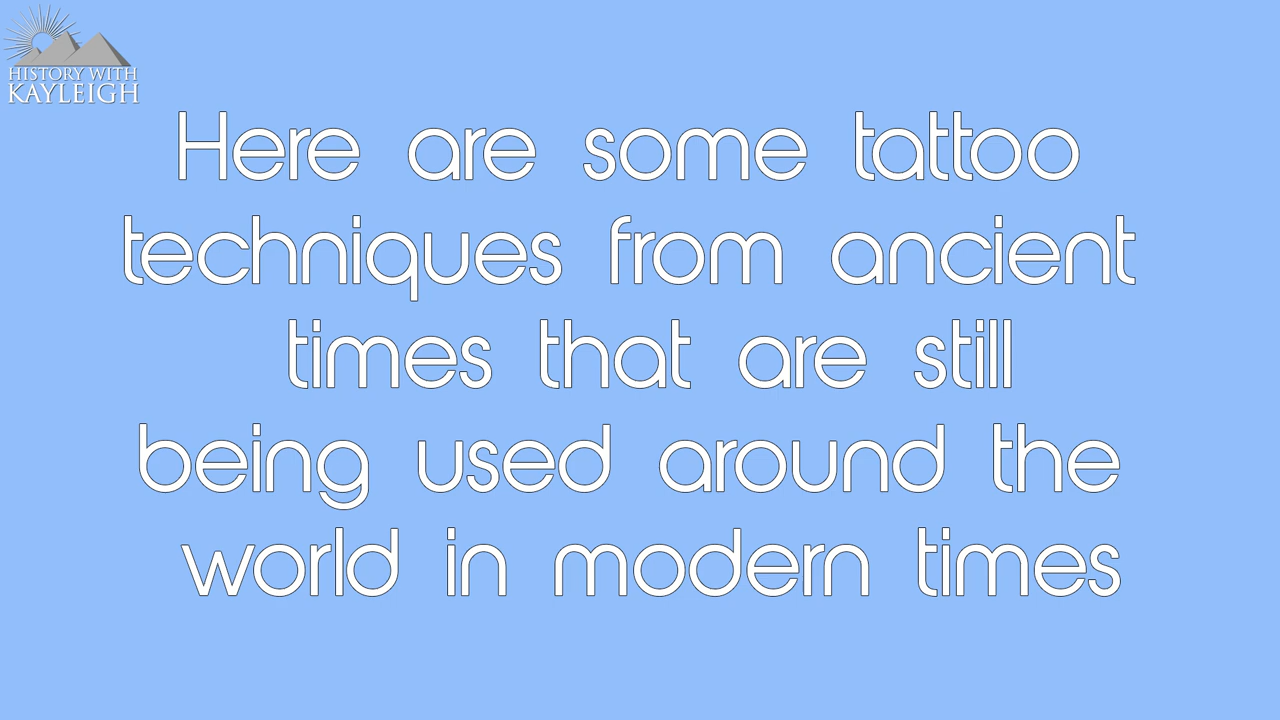 HISTORY WITH
KAYLEIGH
Here are some tattoo
techniques from ancient
times that are still
being used around the
world in modern times